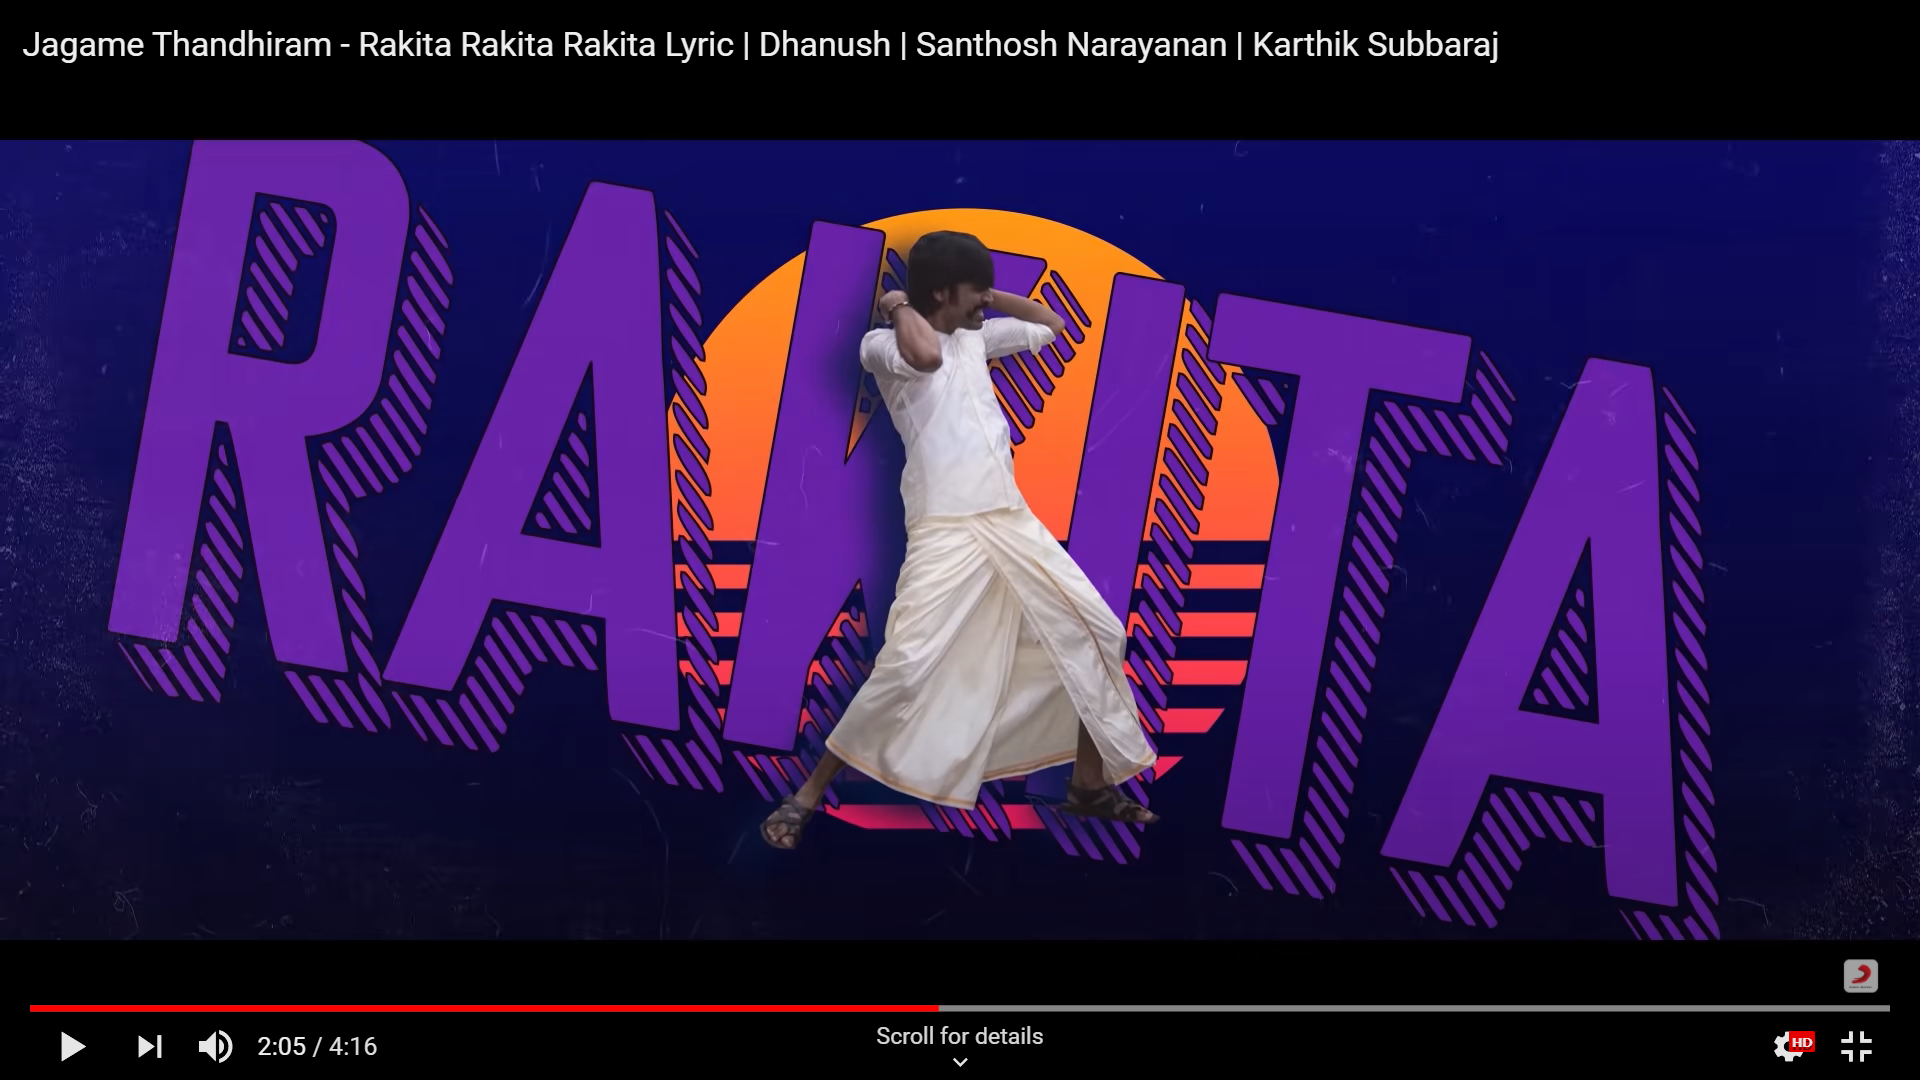 Jagame Thandhiram - Rakita Rakita Rakita Lyric | Dhanush | Santhosh Narayanan | Karthik Subbaraj
RAKITA
2:05 / 4:16
Scroll for details
HD